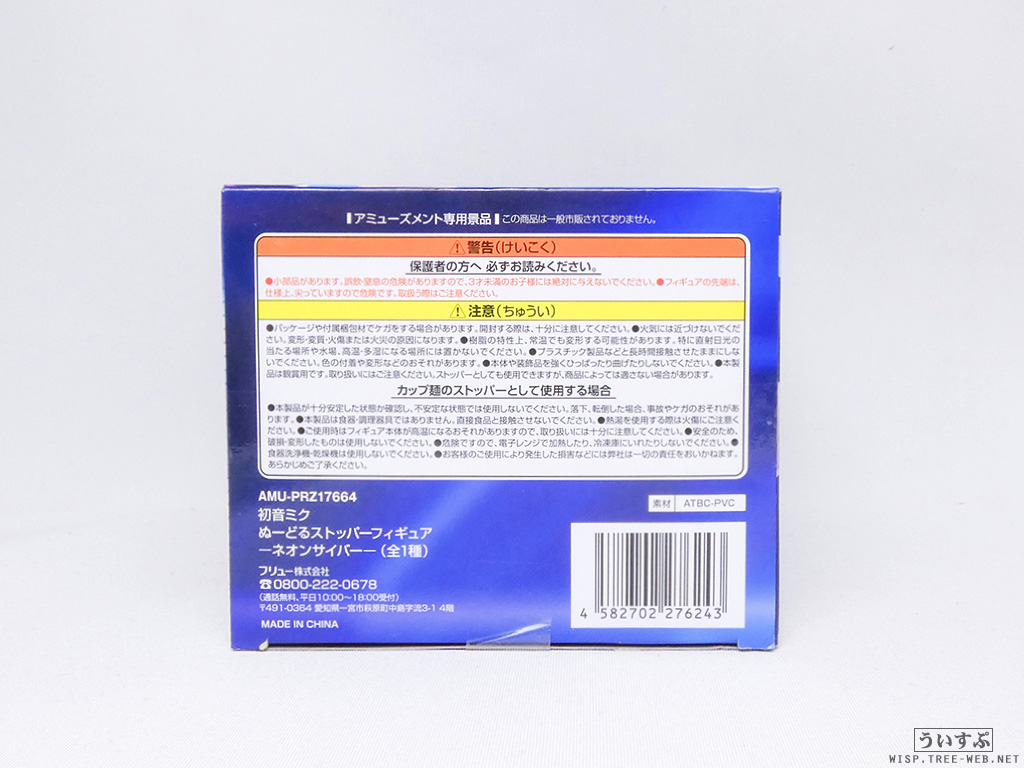 アミューズメント専用景品 この商品は一般市販されておりません。
⚠警告(けいこく)
保護者の方へ 必ずお読みください。
●小部品があります。誤飲・窒息の危険がありますので、3才未満のお子様には絶対に与えないでください。●フィギュアの先端は、
仕様上、尖っていますので危険です。取扱う際はご注意ください。
⚠注意(ちゅうい)
●パッケージや付属梱包材でケガをする場合があります。開封する際は、十分に注意してください。●火気には近づけないでくだ
さい。変形・変質・火傷または火災の原因になります。●樹脂の特性上、常温でも変形する可能性があります。特に直射日光の
当たる場所や水場、高温・多湿になる場所には置かないでください。●プラスチック製品などと長時間接触させたままにしな
いでください。色の付着や変形などのおそれがあります。●本体や装飾品を強くひっぱったり曲げたりしないでください。●本製
品は観賞用です。取り扱いにはご注意ください。ストッパーとしても使用できますが、商品によっては適さない場合があります。
カップ麺のストッパーとして使用する場合
●本製品が十分安定した状態か確認し、不安定な状態では使用しないでください。落下、転倒した場合、事故やケガのおそれがあ
ります。●本製品は食器・調理器具ではありません。直接食品と接触させないでください。●熱湯を使用する際は火傷にご注意く
ださい。●ご使用時はフィギュア本体が高温になるおそれがありますので、取り扱いには十分に注意してください。●安全のため、
破損・変形したものは使用しないでください。●危険ですので、電子レンジで加熱したり、冷凍庫にいれたりしないでください。●
食器洗浄機・乾燥機は使用しないでください。●お客様のご使用により発生した損害などには弊社は一切の責任をおいかねます。
あらかじめご了承ください。
AMU-PRZ17664
初音ミク
ぬーどるストッパーフィギュア
―ネオンサイバー―(全1種)
フリュー株式会社
☎0800-222-0678
(通話無料、平日10:00～18:00受付)
〒491-0364 愛知県一宮市萩原町中島字流3-1 4階
MADE IN CHINA
素材 ATBC-PVC
4 582702 276243
ういすぷ
WISP.TREE-WEB.NET